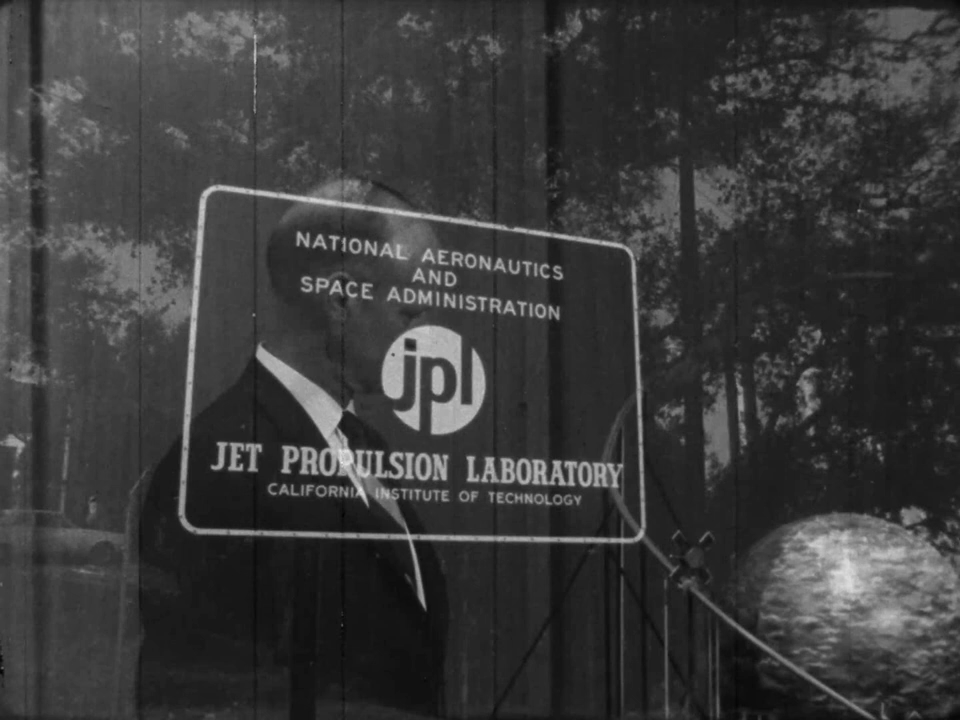 NATIONAL AERONAUTICS
AND
SPACE ADMINISTRATION
jpl
JET PROPULSION LABORATORY
CALIFORNIA INSTITUTE OF TECHNOLOGY